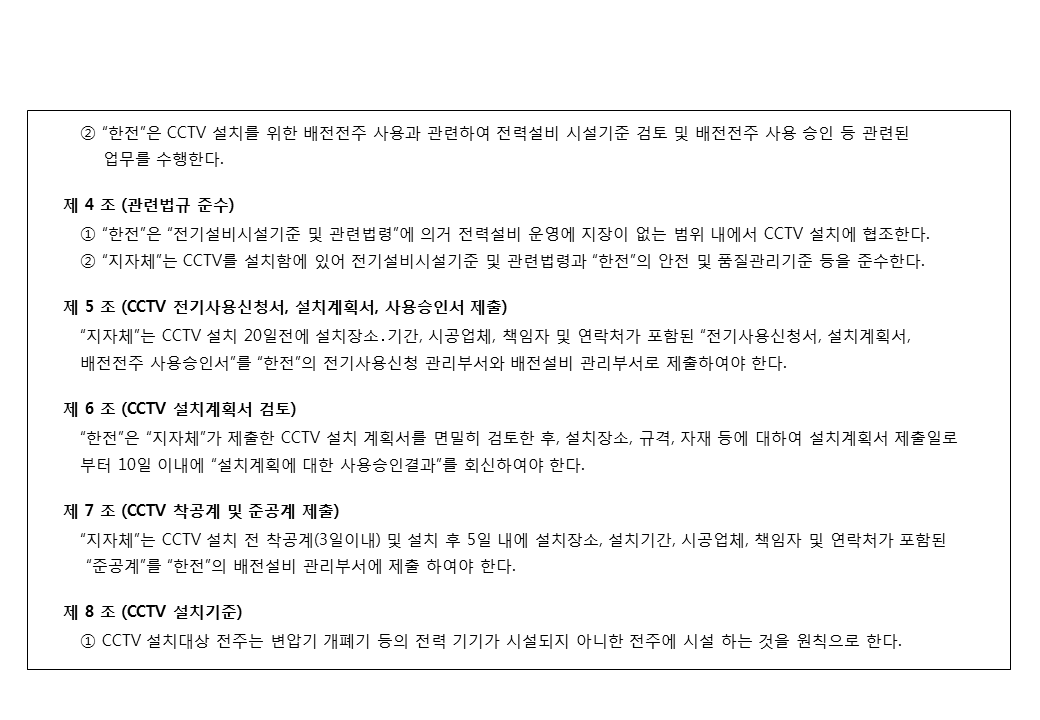 ② “한전”은 CCTV 설치를 위한 배전전주 사용과 관련하여 전력설비 시설기준 검토 및 배전전주 사용 승인 등 관련된
업무를 수행한다.
제 4 조 (관련법규 준수)
① “한전”은 “전기설비시설기준 및 관련법령”에 의거 전력설비 운영에 지장이 없는 범위 내에서 CCTV 설치에 협조한다.
② “지자체”는 CCTV를 설치함에 있어 전기설비시설기준 및 관련법령과 “한전”의 안전 및 품질관리기준 등을 준수한다.
제 5 조 (CCTV 전기사용신청서, 설치계획서, 사용승인서 제출)
“지자체”는 CCTV 설치 20일전에 설치장소․기간, 시공업체, 책임자 및 연락처가 포함된 “전기사용신청서, 설치계획서,
배전전주 사용승인서”를 “한전”의 전기사용신청 관리부서와 배전설비 관리부서로 제출하여야 한다.
제 6 조 (CCTV 설치계획서 검토)
“한전”은 “지자체”가 제출한 CCTV 설치 계획서를 면밀히 검토한 후, 설치장소, 규격, 자재 등에 대하여 설치계획서 제출일로
부터 10일 이내에 “설치계획에 대한 사용승인결과”를 회신하여야 한다.
제 7 조 (CCTV 착공계 및 준공계 제출)
“지자체”는 CCTV 설치 전 착공계(3일이내) 및 설치 후 5일 내에 설치장소, 설치기간, 시공업체, 책임자 및 연락처가 포함된
“준공계”를 “한전”의 배전설비 관리부서에 제출 하여야 한다.
제 8 조 (CCTV 설치기준)
① CCTV 설치대상 전주는 변압기 개폐기 등의 전력 기기가 시설되지 아니한 전주에 시설 하는 것을 원칙으로 한다.